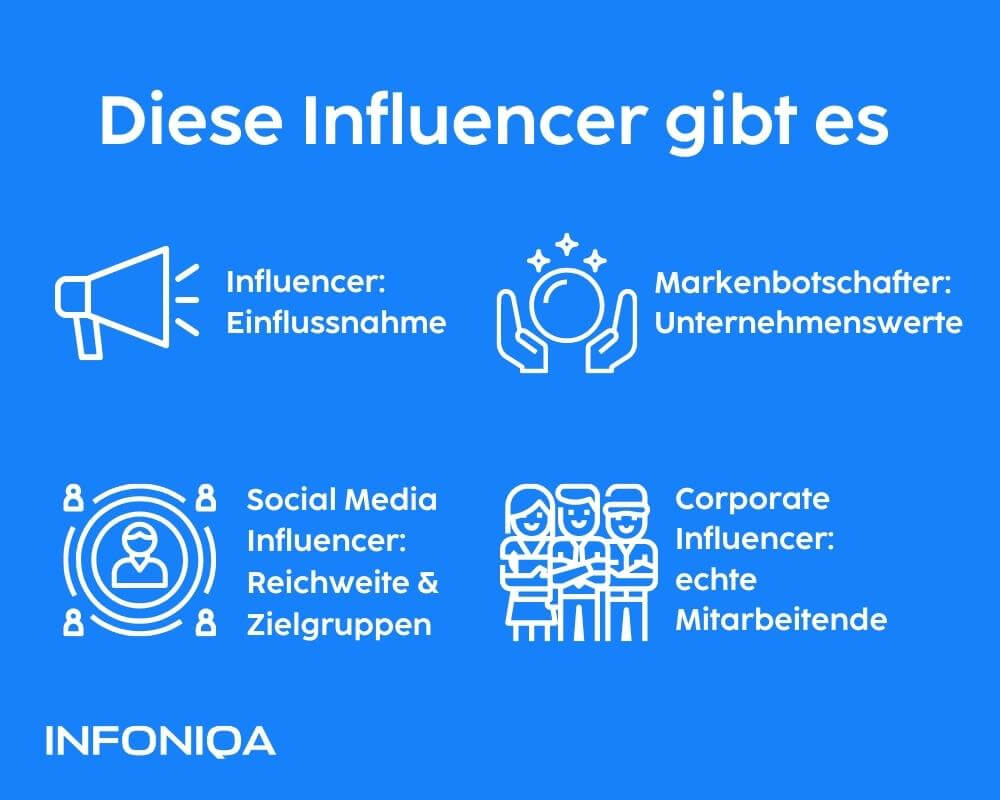 Diese Influencer gibt es
Influencer:
Einflussnahme
Markenbotschafter:
Unternehmenswerte
Social Media
Influencer:
Reichweite &
Zielgruppen
Corporate
Influencer:
echte
Mitarbeitende
INFONIQA